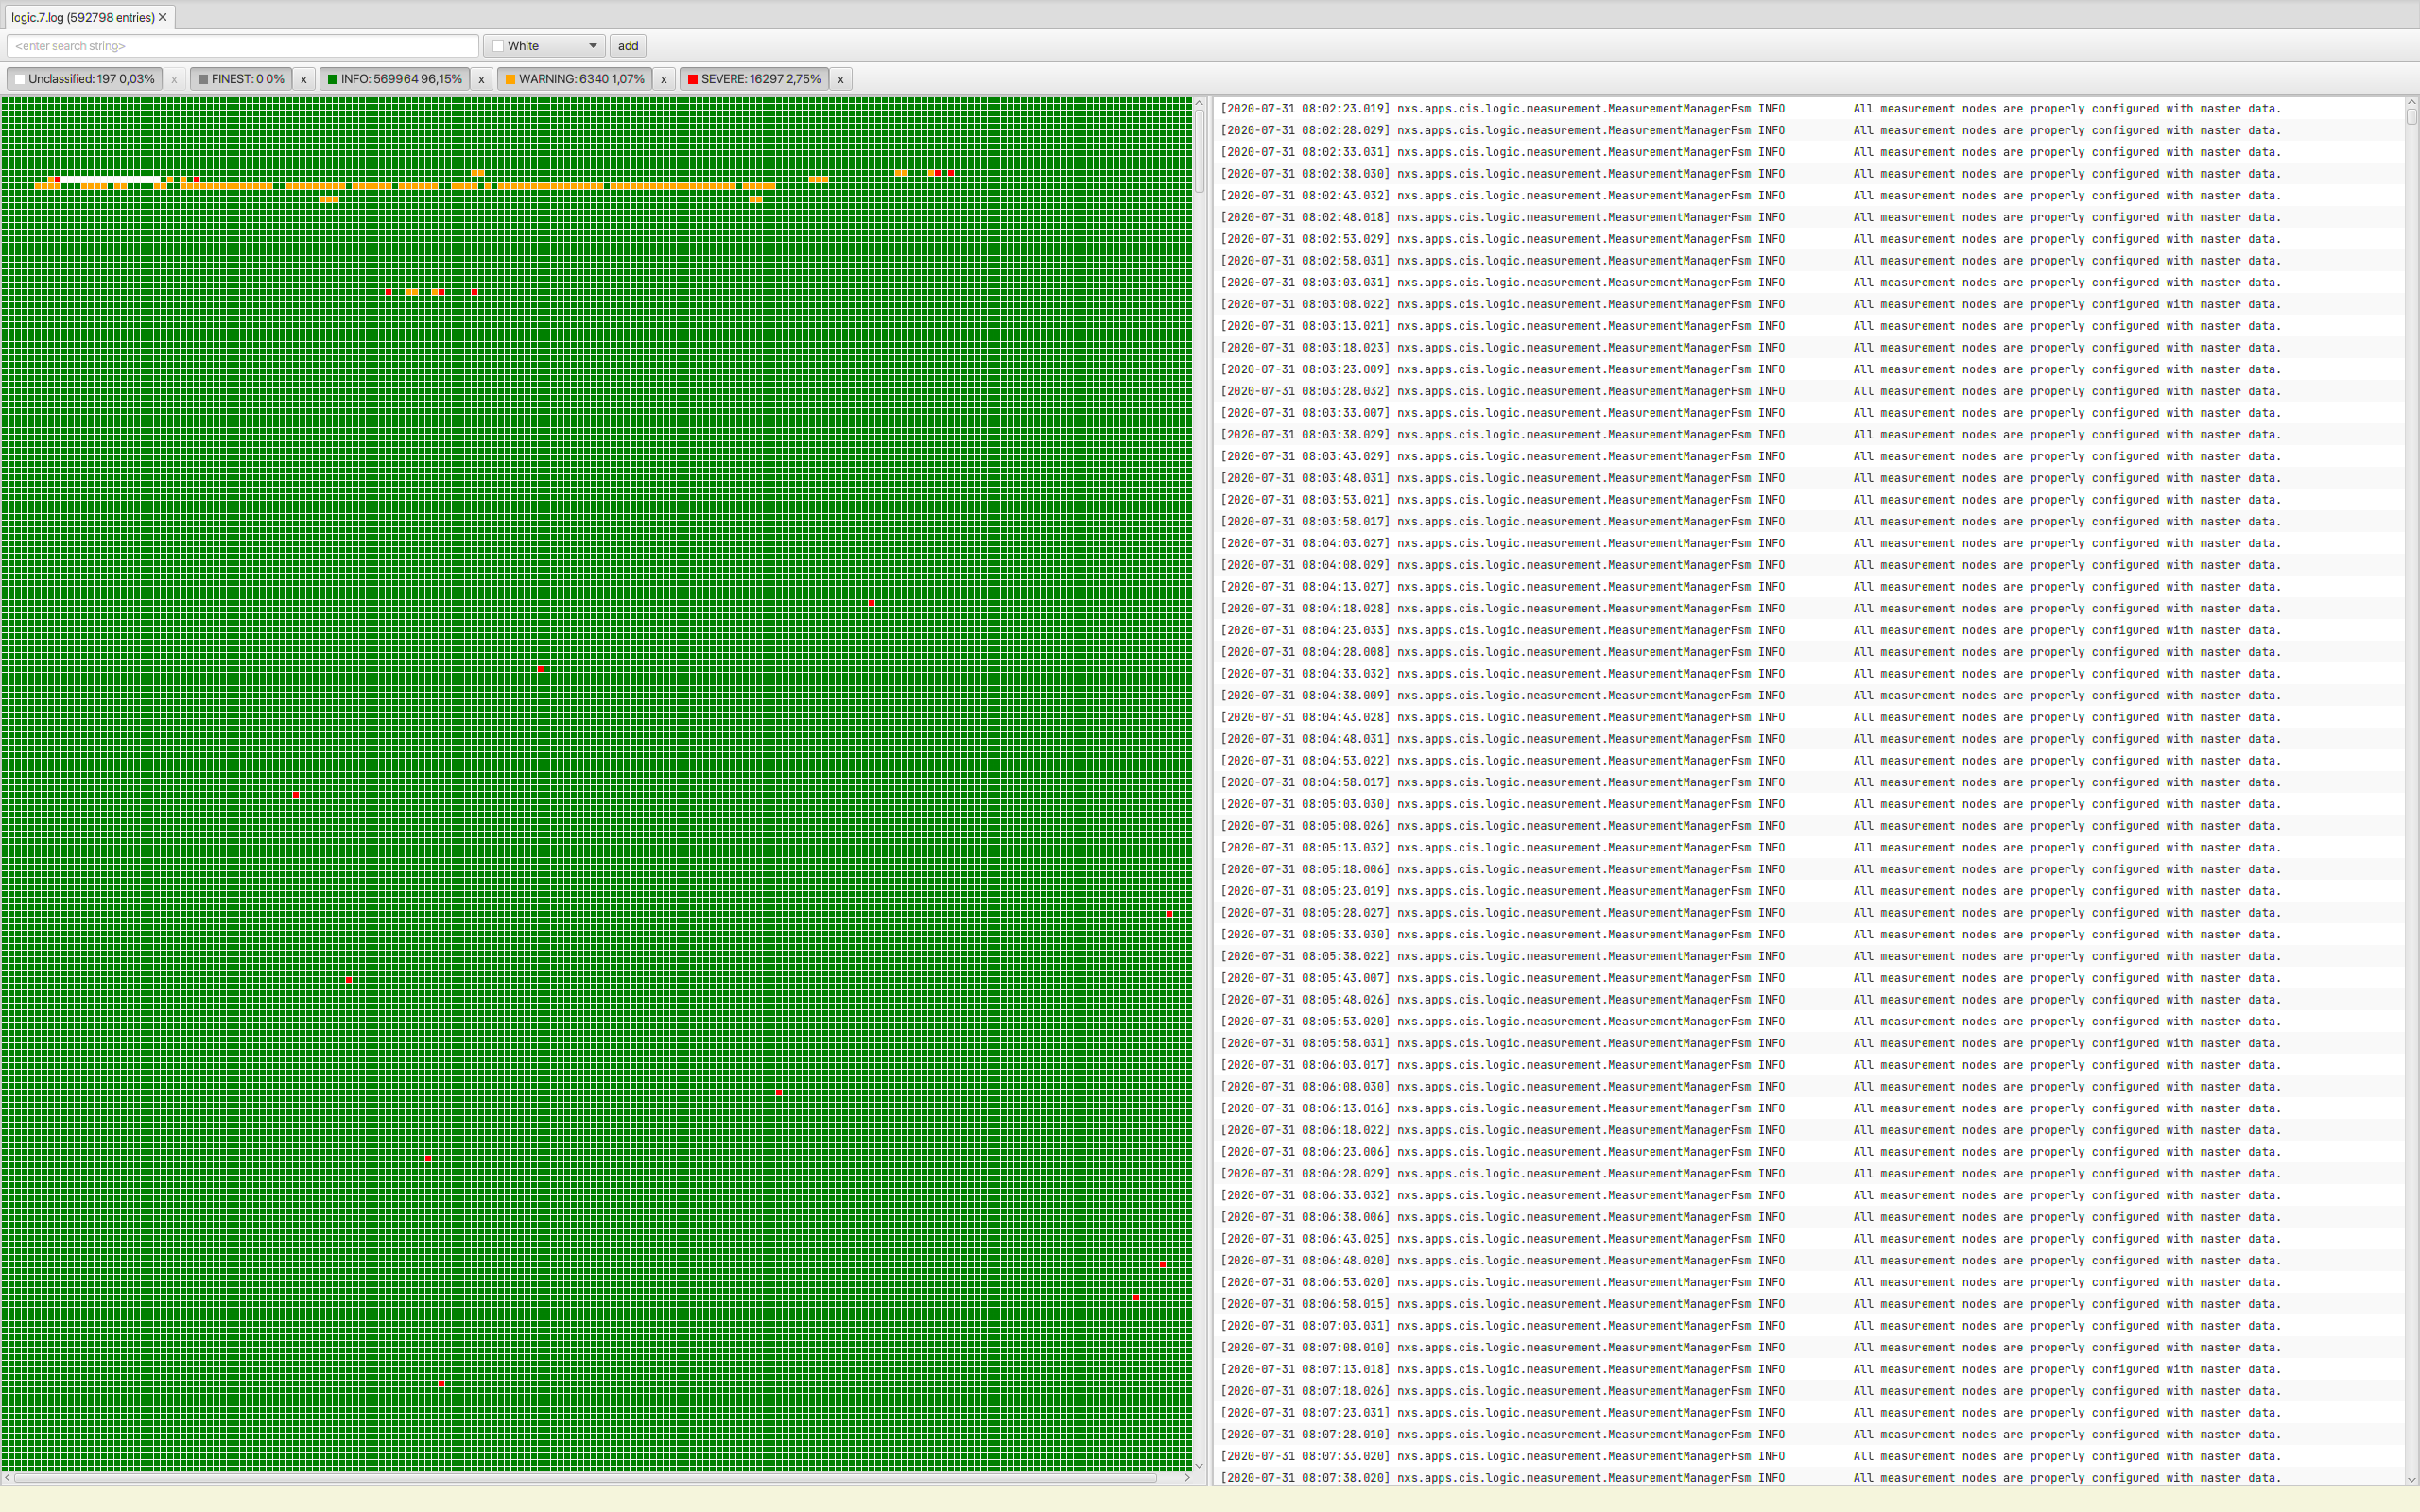 logic.7.log (592798 entries) ✕
<enter search string>
White
add
Unclassified: 197 0,03% x
FINEST: 0 0% x
INFO: 569964 96,15% x
WARNING: 6340 1,07% x
SEVERE: 16297 2,75% x
[2020-07-31 08:02:23.019] nxs.apps.cis.logic.measurement.MeasurementManagerFsm INFO All measurement nodes are properly configured with master data.
[2020-07-31 08:02:28.029] nxs.apps.cis.logic.measurement.MeasurementManagerFsm INFO All measurement nodes are properly configured with master data.
[2020-07-31 08:02:33.031] nxs.apps.cis.logic.measurement.MeasurementManagerFsm INFO All measurement nodes are properly configured with master data.
[2020-07-31 08:02:38.030] nxs.apps.cis.logic.measurement.MeasurementManagerFsm INFO All measurement nodes are properly configured with master data.
[2020-07-31 08:02:43.032] nxs.apps.cis.logic.measurement.MeasurementManagerFsm INFO All measurement nodes are properly configured with master data.
[2020-07-31 08:02:48.018] nxs.apps.cis.logic.measurement.MeasurementManagerFsm INFO All measurement nodes are properly configured with master data.
[2020-07-31 08:02:53.029] nxs.apps.cis.logic.measurement.MeasurementManagerFsm INFO All measurement nodes are properly configured with master data.
[2020-07-31 08:02:58.031] nxs.apps.cis.logic.measurement.MeasurementManagerFsm INFO All measurement nodes are properly configured with master data.
[2020-07-31 08:03:03.031] nxs.apps.cis.logic.measurement.MeasurementManagerFsm INFO All measurement nodes are properly configured with master data.
[2020-07-31 08:03:08.022] nxs.apps.cis.logic.measurement.MeasurementManagerFsm INFO All measurement nodes are properly configured with master data.
[2020-07-31 08:03:13.021] nxs.apps.cis.logic.measurement.MeasurementManagerFsm INFO All measurement nodes are properly configured with master data.
[2020-07-31 08:03:18.023] nxs.apps.cis.logic.measurement.MeasurementManagerFsm INFO All measurement nodes are properly configured with master data.
[2020-07-31 08:03:23.009] nxs.apps.cis.logic.measurement.MeasurementManagerFsm INFO All measurement nodes are properly configured with master data.
[2020-07-31 08:03:28.032] nxs.apps.cis.logic.measurement.MeasurementManagerFsm INFO All measurement nodes are properly configured with master data.
[2020-07-31 08:03:33.007] nxs.apps.cis.logic.measurement.MeasurementManagerFsm INFO All measurement nodes are properly configured with master data.
[2020-07-31 08:03:38.029] nxs.apps.cis.logic.measurement.MeasurementManagerFsm INFO All measurement nodes are properly configured with master data.
[2020-07-31 08:03:43.029] nxs.apps.cis.logic.measurement.MeasurementManagerFsm INFO All measurement nodes are properly configured with master data.
[2020-07-31 08:03:48.031] nxs.apps.cis.logic.measurement.MeasurementManagerFsm INFO All measurement nodes are properly configured with master data.
[2020-07-31 08:03:53.021] nxs.apps.cis.logic.measurement.MeasurementManagerFsm INFO All measurement nodes are properly configured with master data.
[2020-07-31 08:03:58.017] nxs.apps.cis.logic.measurement.MeasurementManagerFsm INFO All measurement nodes are properly configured with master data.
[2020-07-31 08:04:03.027] nxs.apps.cis.logic.measurement.MeasurementManagerFsm INFO All measurement nodes are properly configured with master data.
[2020-07-31 08:04:08.029] nxs.apps.cis.logic.measurement.MeasurementManagerFsm INFO All measurement nodes are properly configured with master data.
[2020-07-31 08:04:13.027] nxs.apps.cis.logic.measurement.MeasurementManagerFsm INFO All measurement nodes are properly configured with master data.
[2020-07-31 08:04:18.028] nxs.apps.cis.logic.measurement.MeasurementManagerFsm INFO All measurement nodes are properly configured with master data.
[2020-07-31 08:04:23.033] nxs.apps.cis.logic.measurement.MeasurementManagerFsm INFO All measurement nodes are properly configured with master data.
[2020-07-31 08:04:28.008] nxs.apps.cis.logic.measurement.MeasurementManagerFsm INFO All measurement nodes are properly configured with master data.
[2020-07-31 08:04:33.032] nxs.apps.cis.logic.measurement.MeasurementManagerFsm INFO All measurement nodes are properly configured with master data.
[2020-07-31 08:04:38.009] nxs.apps.cis.logic.measurement.MeasurementManagerFsm INFO All measurement nodes are properly configured with master data.
[2020-07-31 08:04:43.028] nxs.apps.cis.logic.measurement.MeasurementManagerFsm INFO All measurement nodes are properly configured with master data.
[2020-07-31 08:04:48.031] nxs.apps.cis.logic.measurement.MeasurementManagerFsm INFO All measurement nodes are properly configured with master data.
[2020-07-31 08:04:53.022] nxs.apps.cis.logic.measurement.MeasurementManagerFsm INFO All measurement nodes are properly configured with master data.
[2020-07-31 08:04:58.017] nxs.apps.cis.logic.measurement.MeasurementManagerFsm INFO All measurement nodes are properly configured with master data.
[2020-07-31 08:05:03.030] nxs.apps.cis.logic.measurement.MeasurementManagerFsm INFO All measurement nodes are properly configured with master data.
[2020-07-31 08:05:08.026] nxs.apps.cis.logic.measurement.MeasurementManagerFsm INFO All measurement nodes are properly configured with master data.
[2020-07-31 08:05:13.032] nxs.apps.cis.logic.measurement.MeasurementManagerFsm INFO All measurement nodes are properly configured with master data.
[2020-07-31 08:05:18.006] nxs.apps.cis.logic.measurement.MeasurementManagerFsm INFO All measurement nodes are properly configured with master data.
[2020-07-31 08:05:23.019] nxs.apps.cis.logic.measurement.MeasurementManagerFsm INFO All measurement nodes are properly configured with master data.
[2020-07-31 08:05:28.027] nxs.apps.cis.logic.measurement.MeasurementManagerFsm INFO All measurement nodes are properly configured with master data.
[2020-07-31 08:05:33.030] nxs.apps.cis.logic.measurement.MeasurementManagerFsm INFO All measurement nodes are properly configured with master data.
[2020-07-31 08:05:38.022] nxs.apps.cis.logic.measurement.MeasurementManagerFsm INFO All measurement nodes are properly configured with master data.
[2020-07-31 08:05:43.007] nxs.apps.cis.logic.measurement.MeasurementManagerFsm INFO All measurement nodes are properly configured with master data.
[2020-07-31 08:05:48.026] nxs.apps.cis.logic.measurement.MeasurementManagerFsm INFO All measurement nodes are properly configured with master data.
[2020-07-31 08:05:53.020] nxs.apps.cis.logic.measurement.MeasurementManagerFsm INFO All measurement nodes are properly configured with master data.
[2020-07-31 08:05:58.031] nxs.apps.cis.logic.measurement.MeasurementManagerFsm INFO All measurement nodes are properly configured with master data.
[2020-07-31 08:06:03.017] nxs.apps.cis.logic.measurement.MeasurementManagerFsm INFO All measurement nodes are properly configured with master data.
[2020-07-31 08:06:08.030] nxs.apps.cis.logic.measurement.MeasurementManagerFsm INFO All measurement nodes are properly configured with master data.
[2020-07-31 08:06:13.016] nxs.apps.cis.logic.measurement.MeasurementManagerFsm INFO All measurement nodes are properly configured with master data.
[2020-07-31 08:06:18.022] nxs.apps.cis.logic.measurement.MeasurementManagerFsm INFO All measurement nodes are properly configured with master data.
[2020-07-31 08:06:23.006] nxs.apps.cis.logic.measurement.MeasurementManagerFsm INFO All measurement nodes are properly configured with master data.
[2020-07-31 08:06:28.029] nxs.apps.cis.logic.measurement.MeasurementManagerFsm INFO All measurement nodes are properly configured with master data.
[2020-07-31 08:06:33.032] nxs.apps.cis.logic.measurement.MeasurementManagerFsm INFO All measurement nodes are properly configured with master data.
[2020-07-31 08:06:38.006] nxs.apps.cis.logic.measurement.MeasurementManagerFsm INFO All measurement nodes are properly configured with master data.
[2020-07-31 08:06:43.025] nxs.apps.cis.logic.measurement.MeasurementManagerFsm INFO All measurement nodes are properly configured with master data.
[2020-07-31 08:06:48.020] nxs.apps.cis.logic.measurement.MeasurementManagerFsm INFO All measurement nodes are properly configured with master data.
[2020-07-31 08:06:53.020] nxs.apps.cis.logic.measurement.MeasurementManagerFsm INFO All measurement nodes are properly configured with master data.
[2020-07-31 08:06:58.015] nxs.apps.cis.logic.measurement.MeasurementManagerFsm INFO All measurement nodes are properly configured with master data.
[2020-07-31 08:07:03.031] nxs.apps.cis.logic.measurement.MeasurementManagerFsm INFO All measurement nodes are properly configured with master data.
[2020-07-31 08:07:08.010] nxs.apps.cis.logic.measurement.MeasurementManagerFsm INFO All measurement nodes are properly configured with master data.
[2020-07-31 08:07:13.018] nxs.apps.cis.logic.measurement.MeasurementManagerFsm INFO All measurement nodes are properly configured with master data.
[2020-07-31 08:07:18.026] nxs.apps.cis.logic.measurement.MeasurementManagerFsm INFO All measurement nodes are properly configured with master data.
[2020-07-31 08:07:23.031] nxs.apps.cis.logic.measurement.MeasurementManagerFsm INFO All measurement nodes are properly configured with master data.
[2020-07-31 08:07:28.010] nxs.apps.cis.logic.measurement.MeasurementManagerFsm INFO All measurement nodes are properly configured with master data.
[2020-07-31 08:07:33.020] nxs.apps.cis.logic.measurement.MeasurementManagerFsm INFO All measurement nodes are properly configured with master data.
[2020-07-31 08:07:38.020] nxs.apps.cis.logic.measurement.MeasurementManagerFsm INFO All measurement nodes are properly configured with master data.